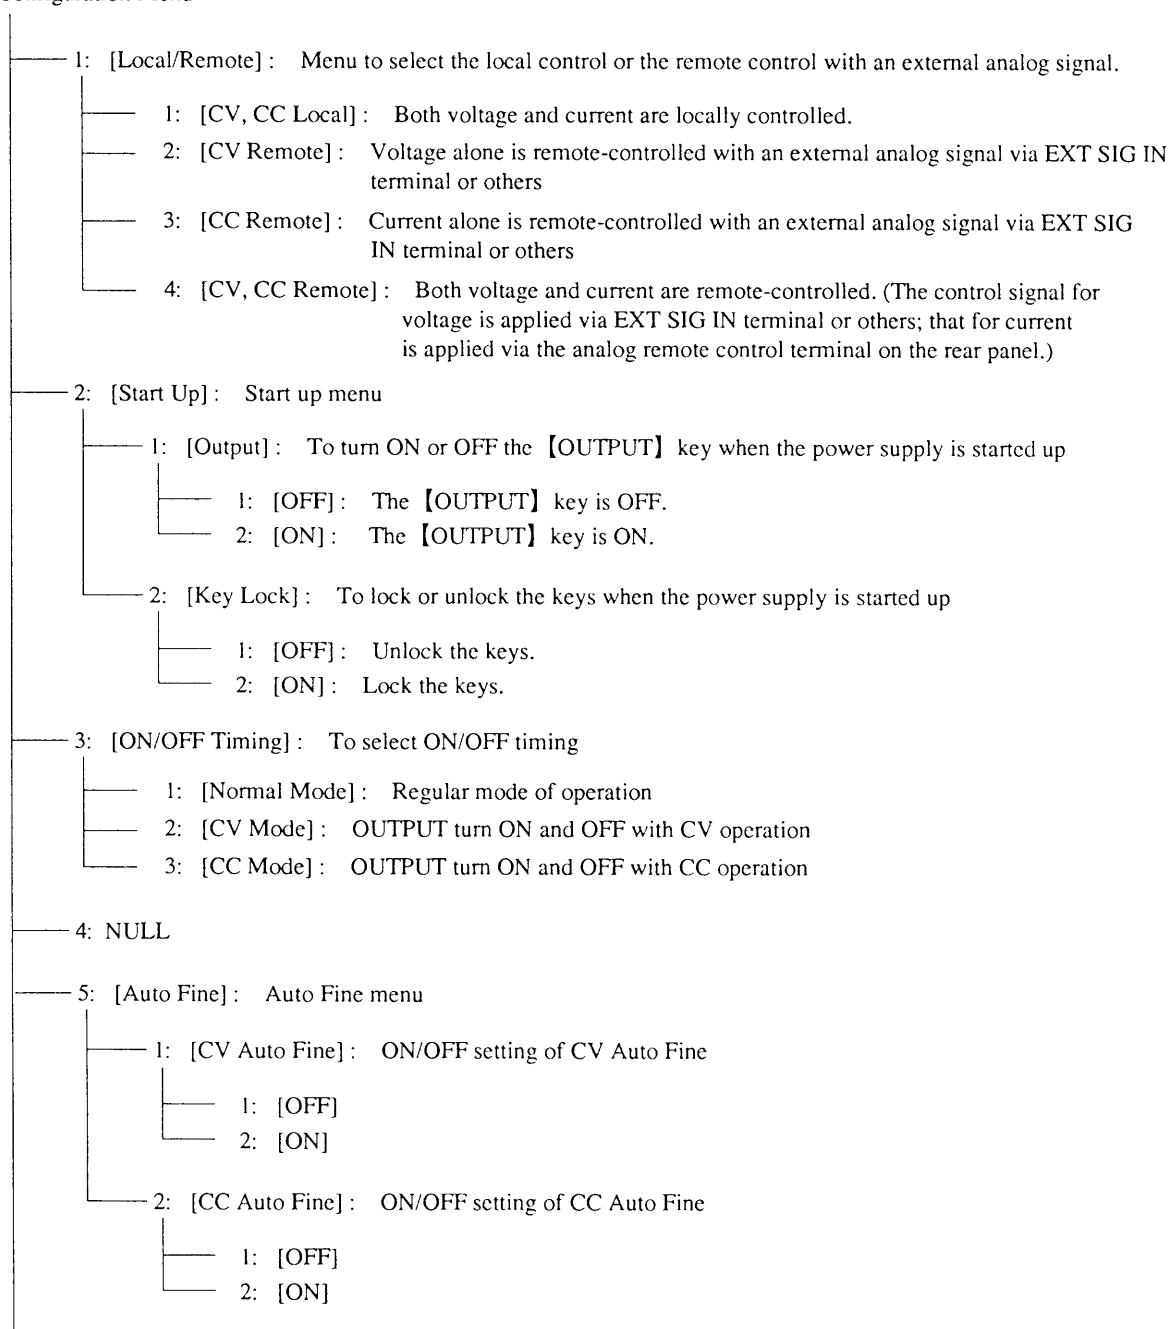 1: [Local/Remote] : Menu to select the local control or the remote control with an external analog signal.
1: [CV, CC Local] : Both voltage and current are locally controlled.
2: [CV Remote] : Voltage alone is remote-controlled with an external analog signal via EXT SIG IN
terminal or others
3: [CC Remote] : Current alone is remote-controlled with an external analog signal via EXT SIG
IN terminal or others
4: [CV, CC Remote] : Both voltage and current are remote-controlled. (The control signal for
voltage is applied via EXT SIG IN terminal or others; that for current
is applied via the analog remote control terminal on the rear panel.)
2: [Start Up] : Start up menu
1: [Output] : To turn ON or OFF the 【OUTPUT】 key when the power supply is started up
1: [OFF] : The 【OUTPUT】 key is OFF.
2: [ON] : The 【OUTPUT】 key is ON.
2: [Key Lock] : To lock or unlock the keys when the power supply is started up
1: [OFF] : Unlock the keys.
2: [ON] : Lock the keys.
3: [ON/OFF Timing] : To select ON/OFF timing
1: [Normal Mode] : Regular mode of operation
2: [CV Mode] : OUTPUT turn ON and OFF with CV operation
3: [CC Mode] : OUTPUT turn ON and OFF with CC operation
4: NULL
5: [Auto Fine] : Auto Fine menu
1: [CV Auto Fine] : ON/OFF setting of CV Auto Fine
1: [OFF]
2: [ON]
2: [CC Auto Fine] : ON/OFF setting of CC Auto Fine
1: [OFF]
2: [ON]